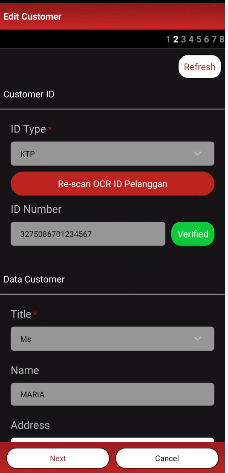 Edit Customer
1 2 3 4 5 6 7 8
Refresh
Customer ID
ID Type *
KTP
Re-scan OCR ID Pelanggan
ID Number
3275086701234567
Verified
Data Customer
Title *
Ms
Name
MARIA
Address
Next
Cancel